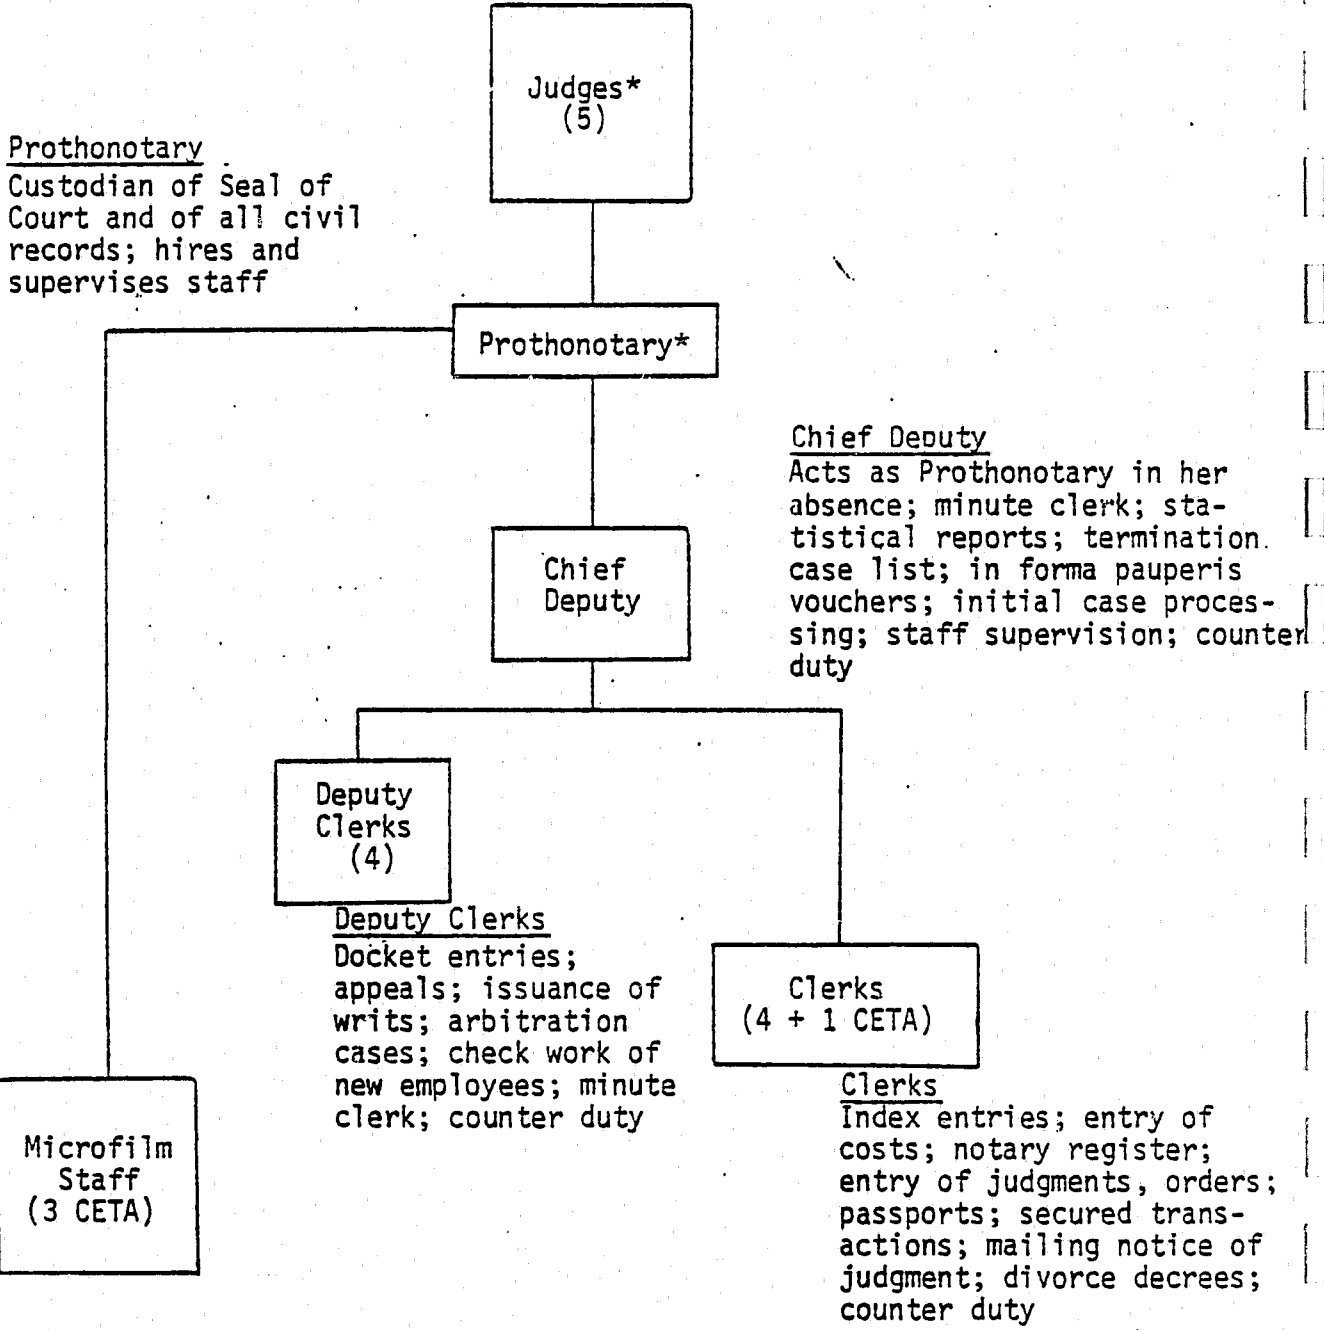 Judges*
(5)
Prothonotary
Custodian of Seal of
Court and of all civil
records; hires and
supervises staff
Prothonotary*
Chief Deputy
Acts as Prothonotary in her
absence; minute clerk; sta-
tistical reports; termination
case list; in forma pauperis
vouchers; initial case proces-
sing; staff supervision; counter
duty
Chief
Deputy
Deputy
Clerks
(4)
Deputy Clerks
Docket entries;
appeals; issuance of
writs; arbitration
cases; check work of
new employees; minute
clerk; counter duty
Clerks
(4 + 1 CETA)
Clerks
Index entries; entry of
costs; notary register;
entry of judgments, orders;
passports; secured trans-
actions; mailing notice of
judgment; divorce decrees;
counter duty
Microfilm
Staff
(3 CETA)